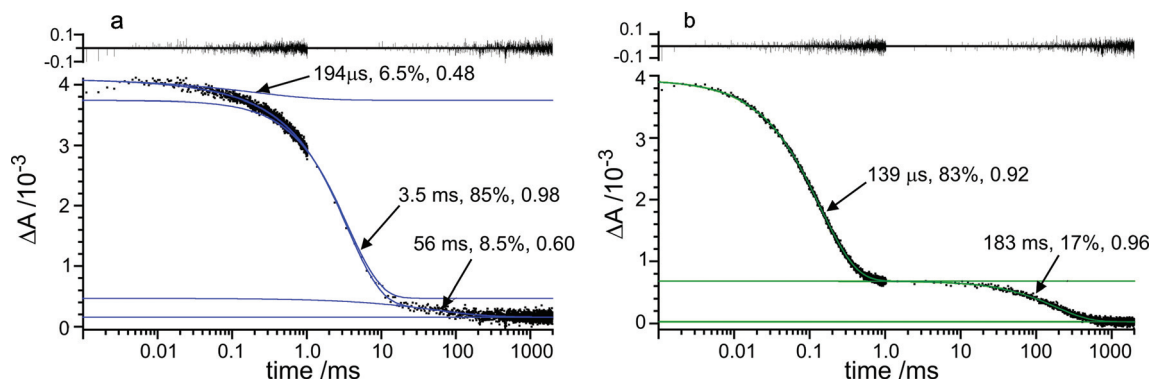 a
0.1
-0.1
4
3
2
1
0
ΔA /10⁻³
194μs, 6.5%, 0.48
3.5 ms, 85%, 0.98
56 ms, 8.5%, 0.60
0.01 0.1 1 10 100 1000
time /ms
b
0.1
-0.1
4
3
2
1
0
ΔA /10⁻³
139 μs, 83%, 0.92
183 ms, 17%, 0.96
0.01 0.1 1.0 10 100 1000
time /ms